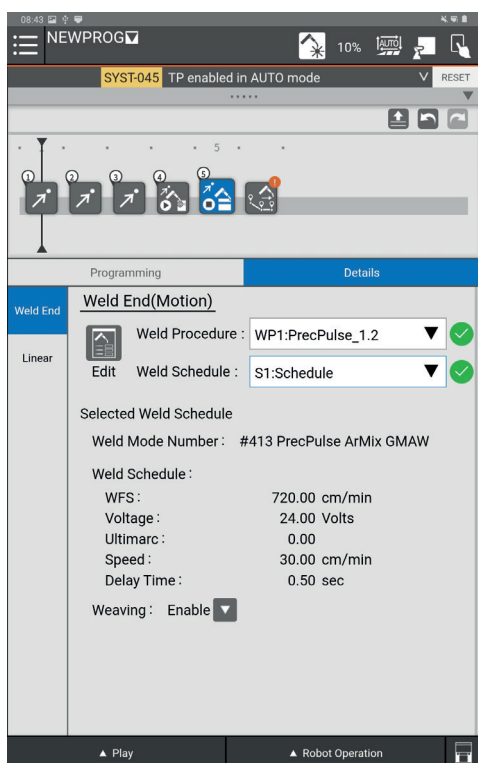 08:43
NEWPROG
10%
AUTO
SYST-045 TP enabled in AUTO mode
RESET
5
1 2 3 4 5 !
Programming Details
Weld End
Weld End(Motion)
Weld Procedure : WP1:PrecPulse_1.2
Linear
Edit Weld Schedule : S1:Schedule
Selected Weld Schedule
Weld Mode Number : #413 PrecPulse ArMix GMAW
Weld Schedule :
WFS : 720.00 cm/min
Voltage : 24.00 Volts
Ultimarc : 0.00
Speed : 30.00 cm/min
Delay Time : 0.50 sec
Weaving : Enable
Play Robot Operation